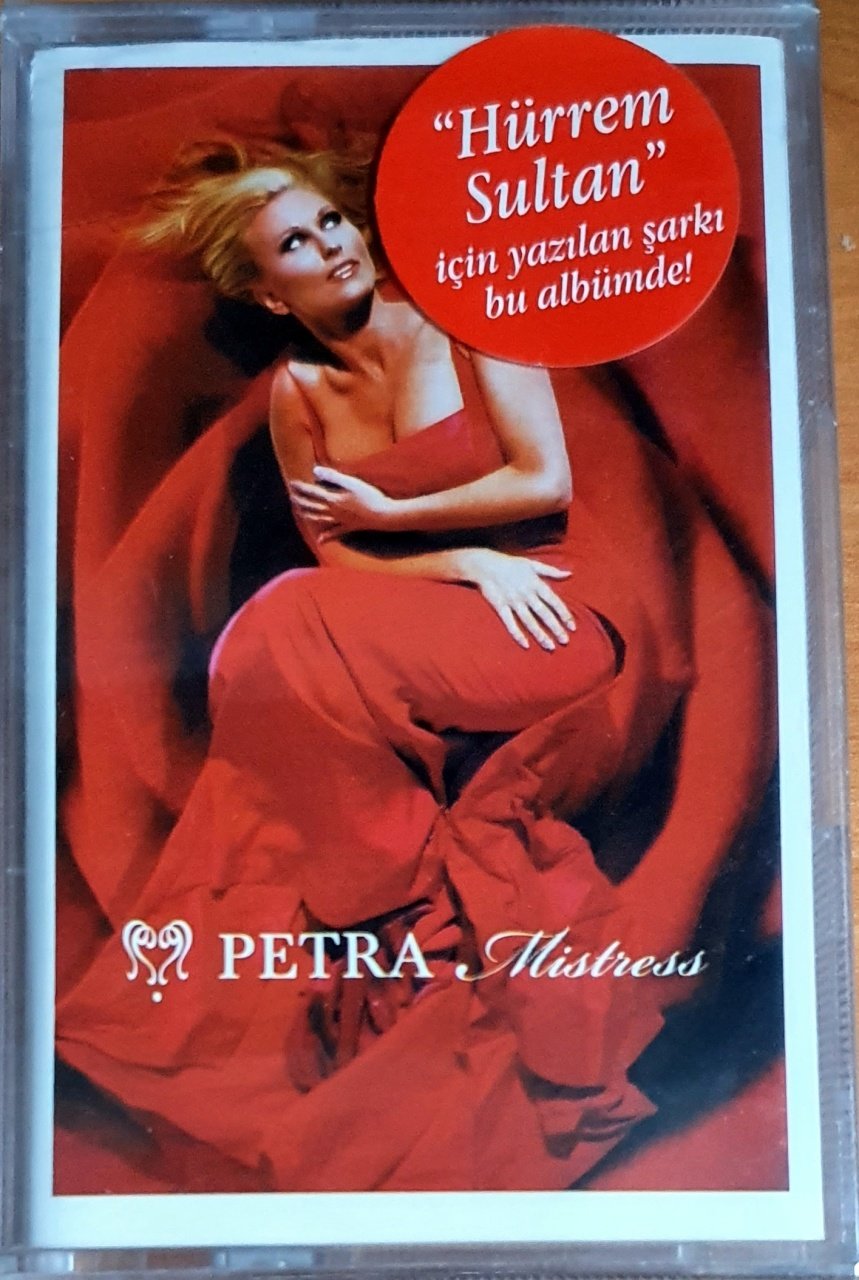 “Hürrem
Sultan”
için yazılan şarkı
bu albümde!
PETRA Mistress